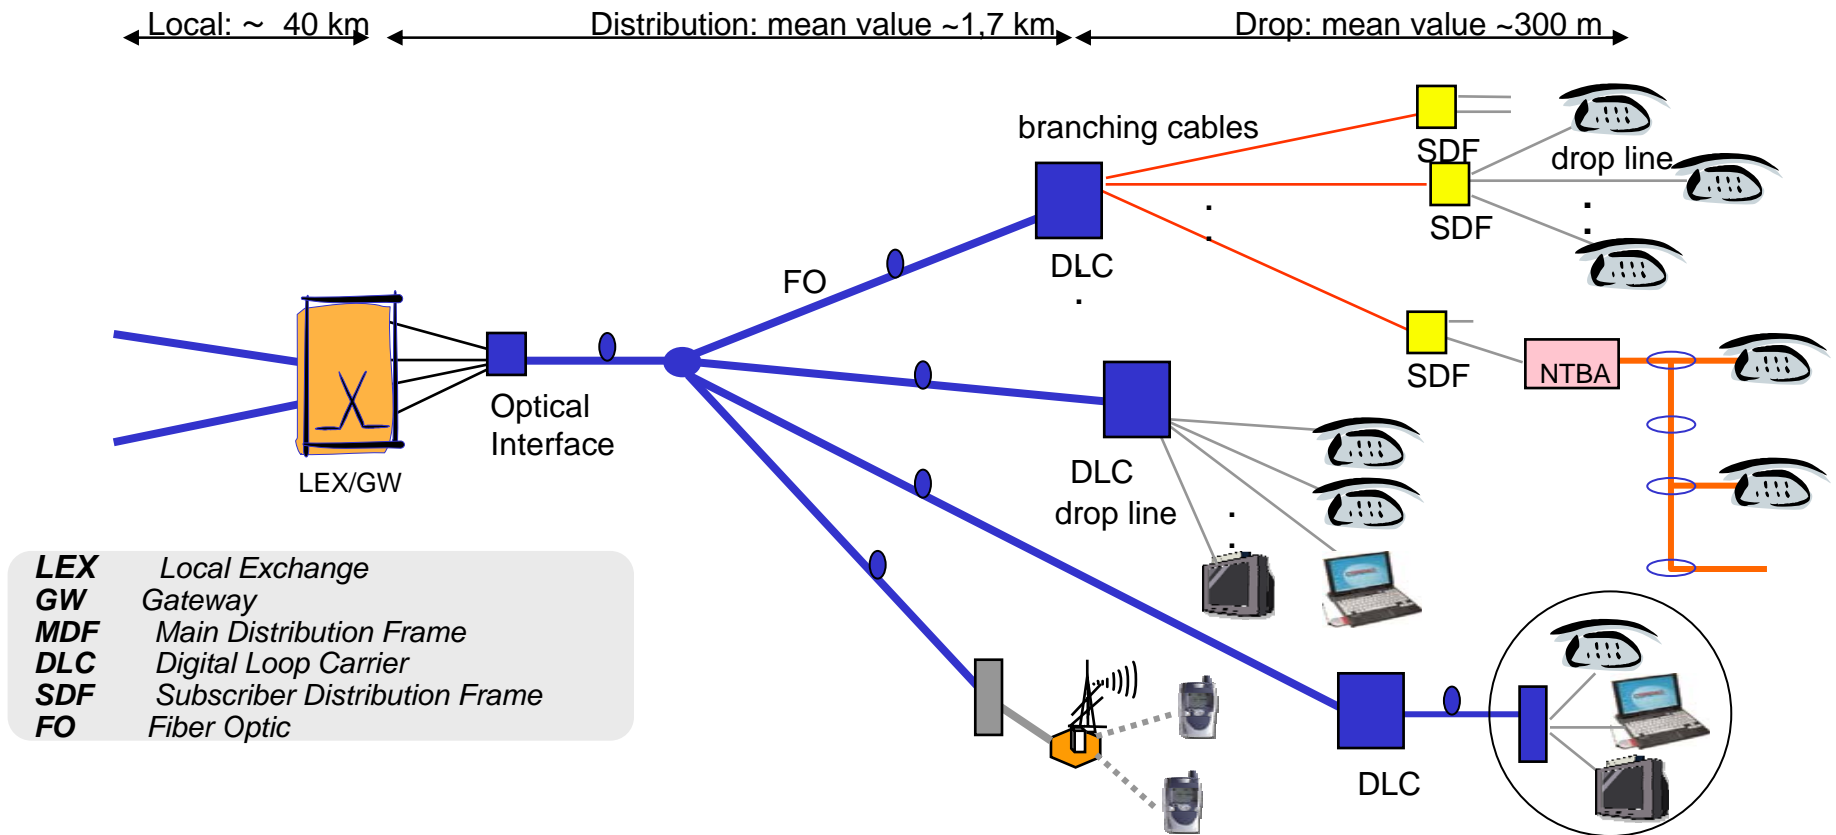 Local: ~ 40 km
Distribution: mean value ~1,7 km
Drop: mean value ~300 m
branching cables
SDF
drop line
SDF
DLC
FO
SDF
NTBA
Optical
Interface
LEX/GW
DLC
drop line
DLC
LEX Local Exchange
GW Gateway
MDF Main Distribution Frame
DLC Digital Loop Carrier
SDF Subscriber Distribution Frame
FO Fiber Optic